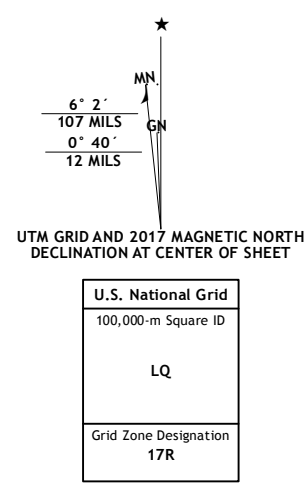 MN
6° 2´
107 MILS
GN
0° 40´
12 MILS
UTM GRID AND 2017 MAGNETIC NORTH
DECLINATION AT CENTER OF SHEET
U.S. National Grid
100,000-m Square ID
LQ
Grid Zone Designation
17R